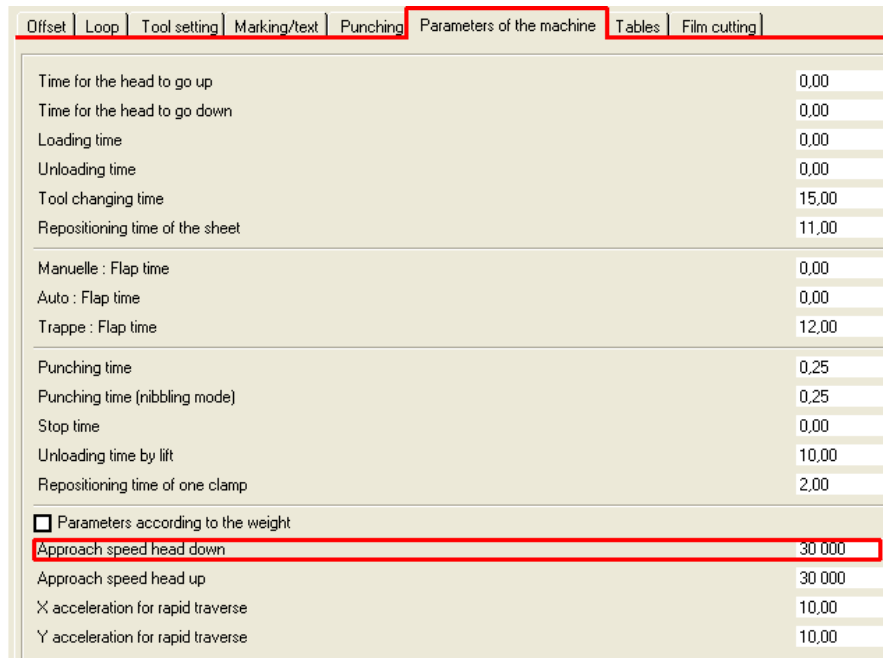 Offset Loop Tool setting Marking/text Punching Parameters of the machine Tables Film cutting
Time for the head to go up 0,00
Time for the head to go down 0,00
Loading time 0,00
Unloading time 0,00
Tool changing time 15,00
Repositioning time of the sheet 11,00
Manuelle : Flap time 0,00
Auto : Flap time 0,00
Trappe : Flap time 12,00
Punching time 0,25
Punching time (nibbling mode) 0,25
Stop time 0,00
Unloading time by lift 10,00
Repositioning time of one clamp 2,00
Parameters according to the weight
Approach speed head down 30 000
Approach speed head up 30 000
X acceleration for rapid traverse 10,00
Y acceleration for rapid traverse 10,00